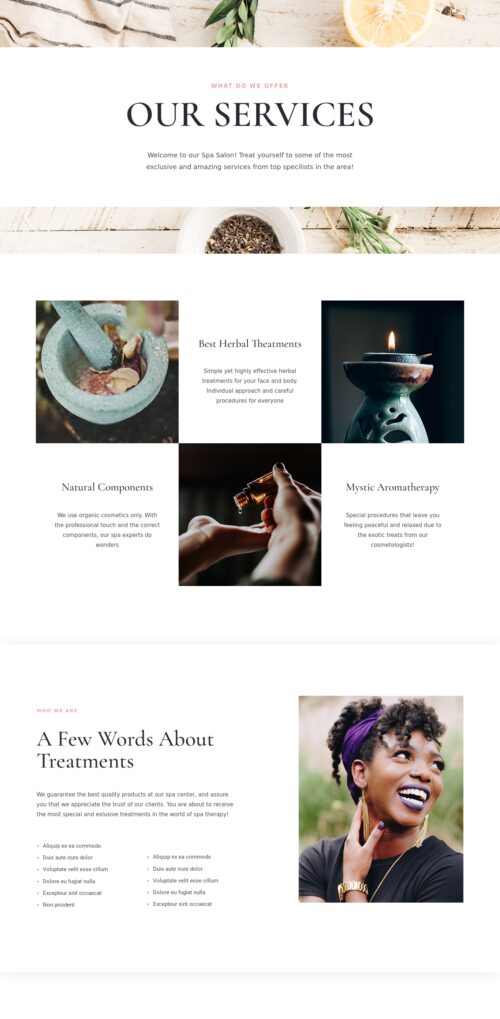 WHAT DO WE OFFER
OUR SERVICES
Welcome to our Spa Salon! Treat yourself to some of the most
exclusive and amazing services from top specilists in the area!
Best Herbal Theatments
Simple yet highly effective herbal
treatments for your face and body.
Individual approach and careful
procedures for everyone
Natural Components
We use organic cosmetics only. With
the professional touch and the correct
components, our spa experts do
wonders
Mystic Aromatherapy
Special procedures that leave you
feeling peaceful and relaxed due to
the exotic treats from our
cosmetologists!
WHO WE ARE
A Few Words About
Treatments
We guarantee the best quality products at our spa center, and assure
you that we appreciate the trust of our clients. You are about to receive
the most special and exlusive treatments in the world of spa therapy!
Aliquip ex ea commodo
Duis aute irure dolor
Voluptate velit esse cillum
Dolore eu fugiat nulla
Excepteur sint occaecat
Non proident
Aliquip ex ea commodo
Duis aute irure dolor
Voluptate velit esse cillum
Dolore eu fugiat nulla
Excepteur sint occaecat